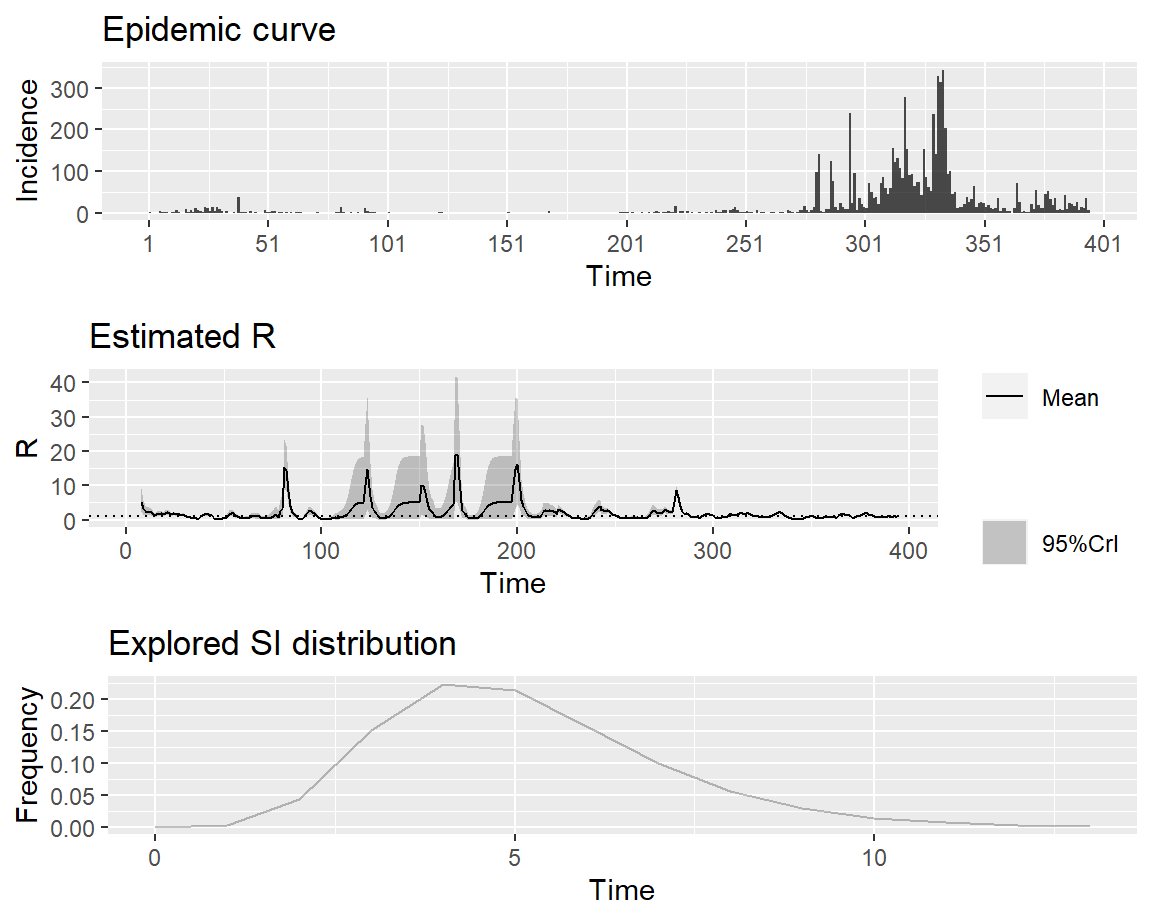 Epidemic curve
Incidence
300
200
100
0
1 51 101 151 201 251 301 351 401
Time
Estimated R
R
40
30
20
10
0
0 100 200 300 400
Time
Mean
95%CrI
Explored SI distribution
Frequency
0.20
0.15
0.10
0.05
0.00
0 5 10
Time